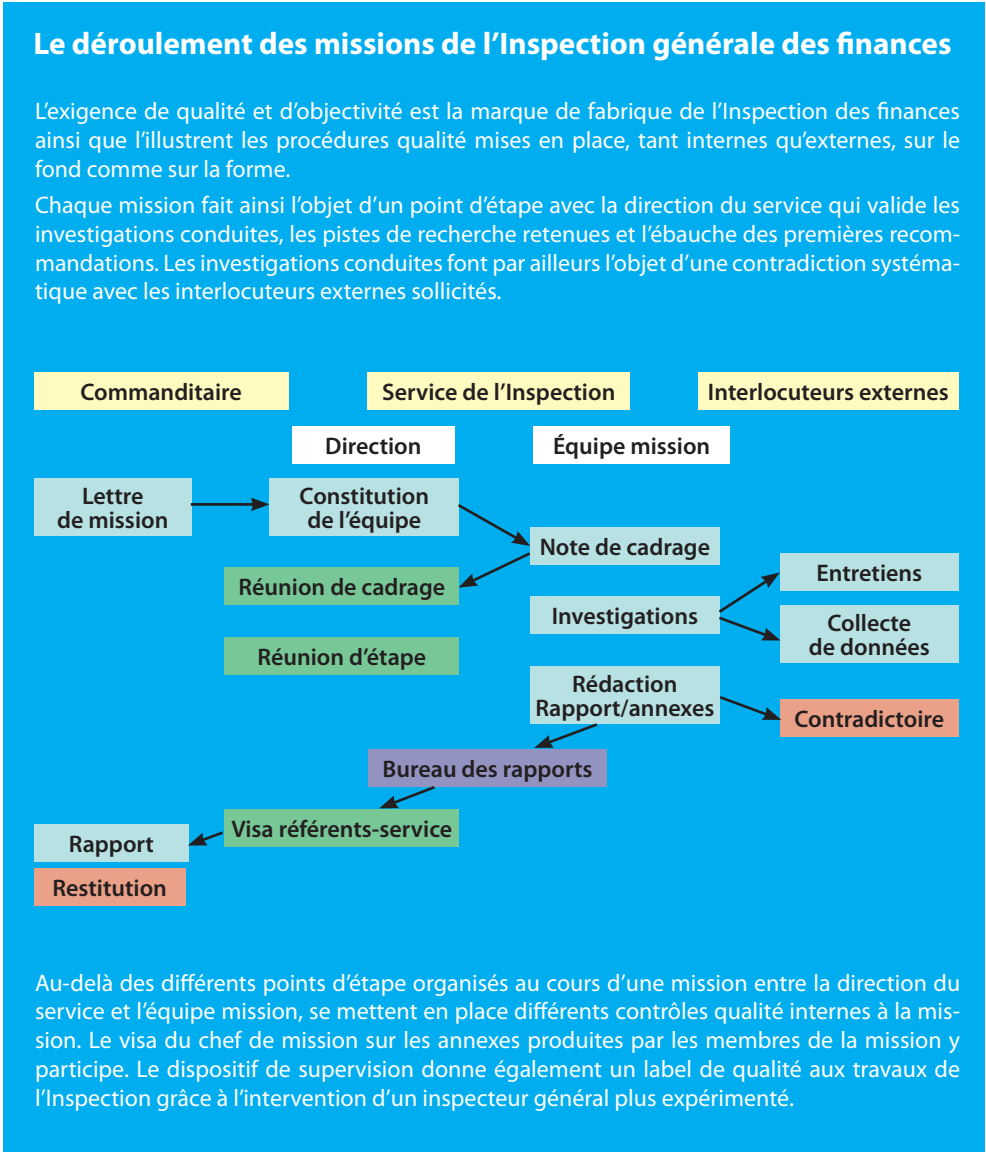 Le déroulement des missions de l’Inspection générale des finances
L’exigence de qualité et d’objectivité est la marque de fabrique de l’Inspection des finances
ainsi que l’illustrent les procédures qualité mises en place, tant internes qu’externes, sur le
fond comme sur la forme.
Chaque mission fait ainsi l’objet d’un point d’étape avec la direction du service qui valide les
investigations conduites, les pistes de recherche retenues et l’ébauche des premières recom-
mandations. Les investigations conduites font par ailleurs l’objet d’une contradiction systéma-
tique avec les interlocuteurs externes sollicités.
Commanditaire
Service de l’Inspection
Interlocuteurs externes
Direction
Équipe mission
Lettre
de mission
Constitution
de l’équipe
Note de cadrage
Réunion de cadrage
Entretiens
Investigations
Collecte
de données
Réunion d’étape
Rédaction
Rapport/annexes
Contradictoire
Bureau des rapports
Visa référents-service
Rapport
Restitution
Au-delà des différents points d’étape organisés au cours d’une mission entre la direction du
service et l’équipe mission, se mettent en place différents contrôles qualité internes à la mis-
sion. Le visa du chef de mission sur les annexes produites par les membres de la mission y
participe. Le dispositif de supervision donne également un label de qualité aux travaux de
l’Inspection grâce à l’intervention d’un inspecteur général plus expérimenté.